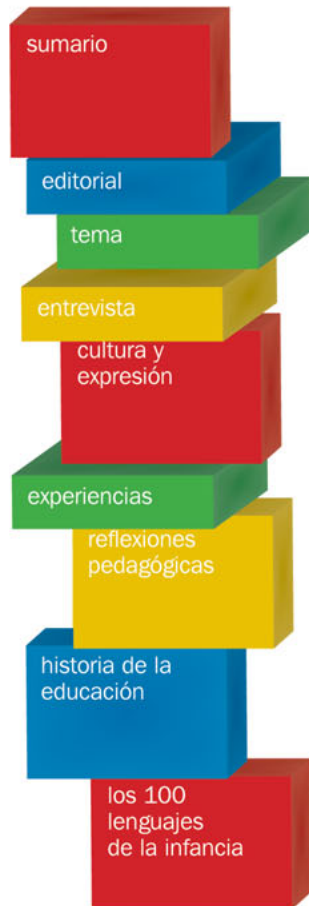 sumario
editorial
tema
entrevista
cultura y
expresión
experiencias
reflexiones
pedagógicas
historia de la
educación
los 100
lenguajes
de la infancia